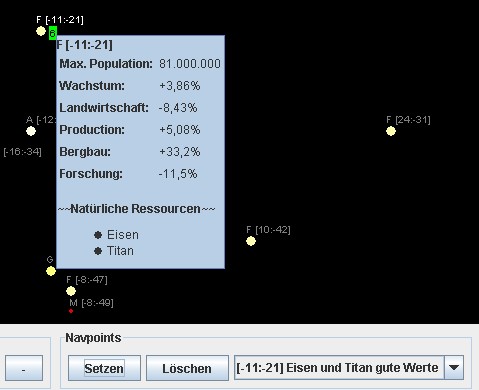 F [-11:-21]
6
F [-11:-21]
Max. Population: 81.000.000
Wachstum: +3,86%
Landwirtschaft: -8,43%
Production: +5,08%
Bergbau: +33,2%
Forschung: -11,5%
~~Natürliche Ressourcen~~
Eisen
Titan
A [-12:
[-16:-34]
F [24:-31]
F [10:-42]
G
F [-8:-47]
M [-8:-49]
Navpoints
-
Setzen
Löschen
[-11:-21] Eisen und Titan gute Werte